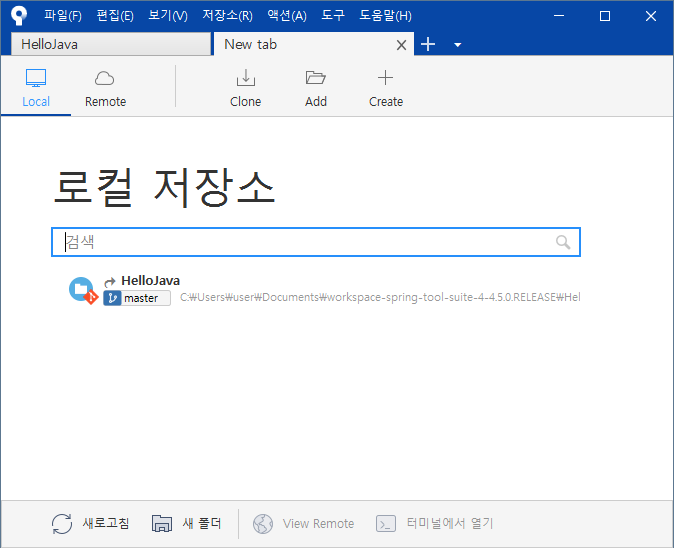 파일(F) 편집(E) 보기(V) 저장소(R) 액션(A) 도구 도움말(H)
HelloJava New tab
Local Remote Clone Add Create
로컬 저장소
검색
HelloJava
master C:₩Users₩user₩Documents₩workspace-spring-tool-suite-4-4.5.0.RELEASE₩Hel
새로고침 새 폴더 View Remote 터미널에서 열기